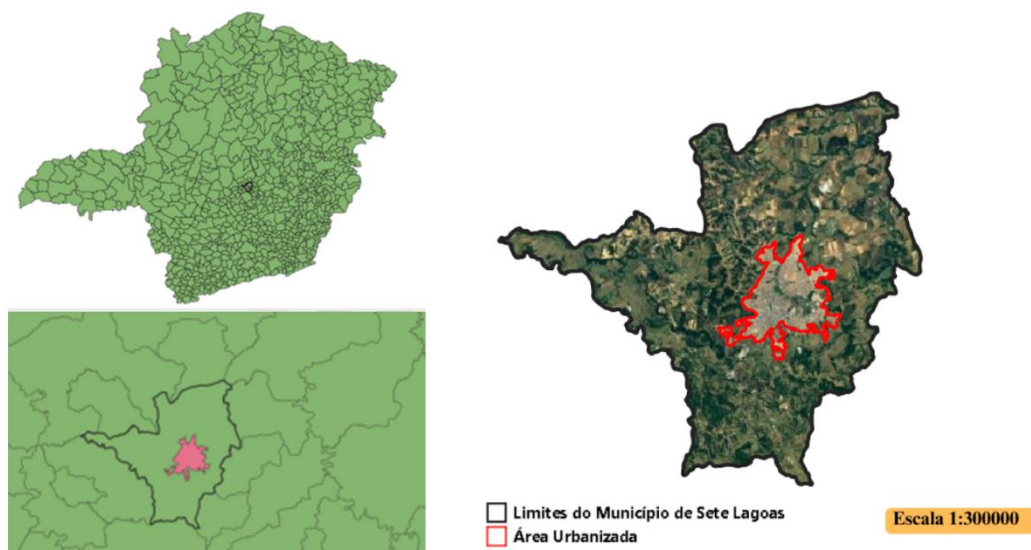 Limites do Município de Sete Lagoas
Área Urbanizada
Escala 1:300000